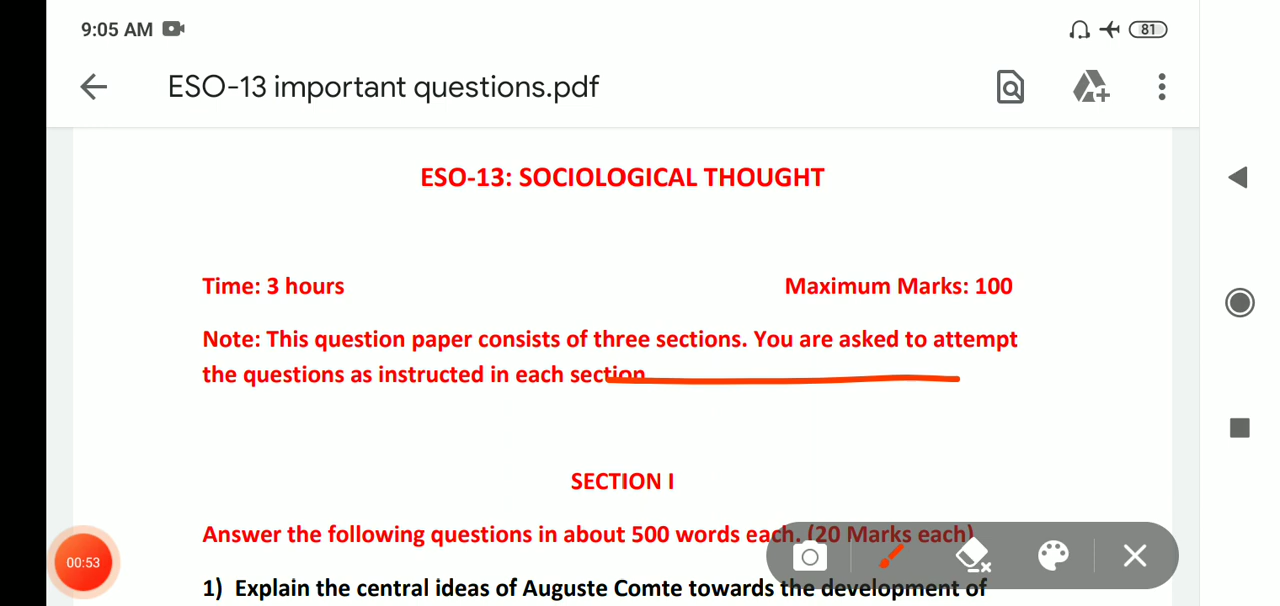 9:05 AM
81
ESO-13 important questions.pdf
ESO-13: SOCIOLOGICAL THOUGHT
Time: 3 hours Maximum Marks: 100
Note: This question paper consists of three sections. You are asked to attempt
the questions as instructed in each section
SECTION I
Answer the following questions in about 500 words each. (20 Marks each)
00:53
1) Explain the central ideas of Auguste Comte towards the development of